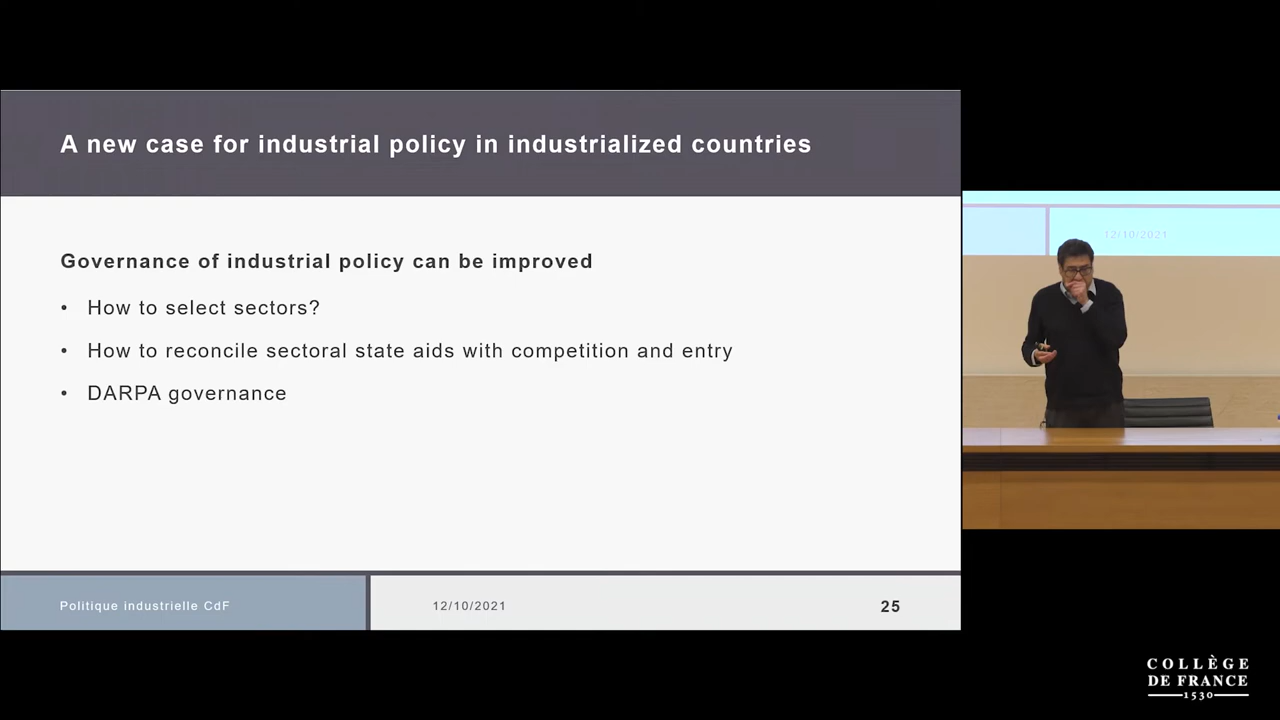 A new case for industrial policy in industrialized countries
Governance of industrial policy can be improved
• How to select sectors?
• How to reconcile sectoral state aids with competition and entry
• DARPA governance
Politique industrielle CdF
12/10/2021
25
12/10/2021
COLLÈGE
DE FRANCE
1530